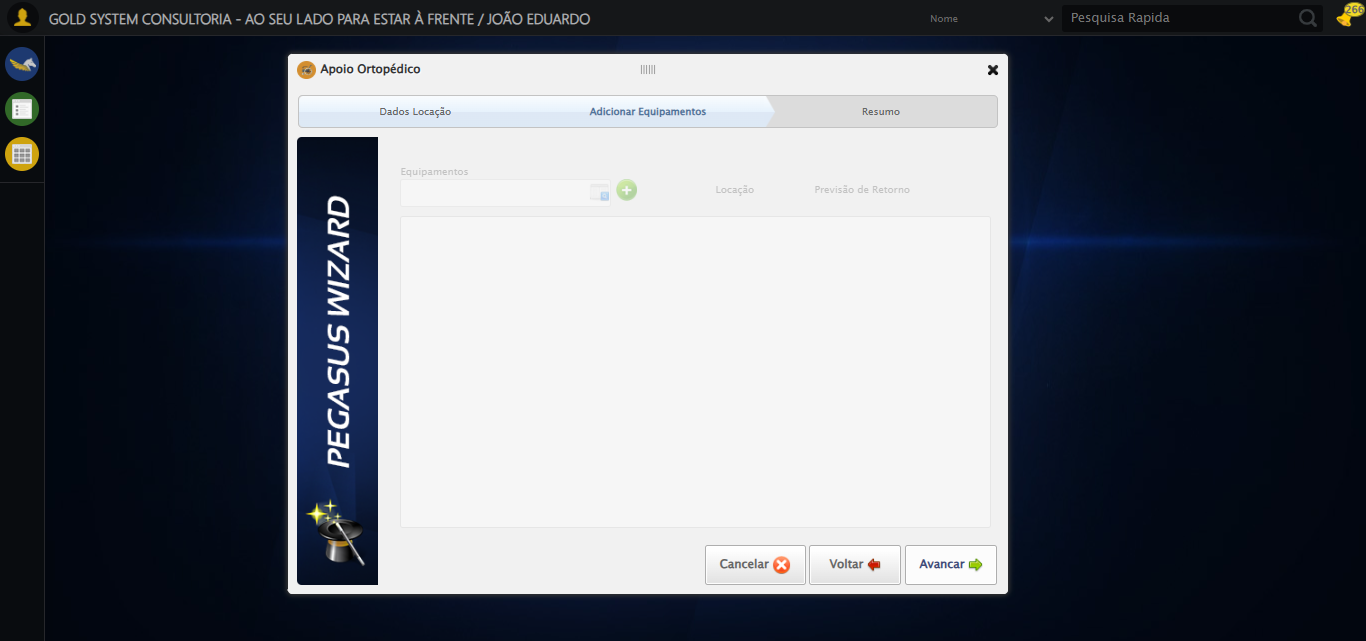 GOLD SYSTEM CONSULTORIA - AO SEU LADO PARA ESTAR À FRENTE / JOÃO EDUARDO
Nome
Pesquisa Rapida
266
Apoio Ortopédico
Dados Locação
Adicionar Equipamentos
Resumo
PEGASUS WIZARD
Equipamentos
Locação
Previsão de Retorno
Cancelar
Voltar
Avancar